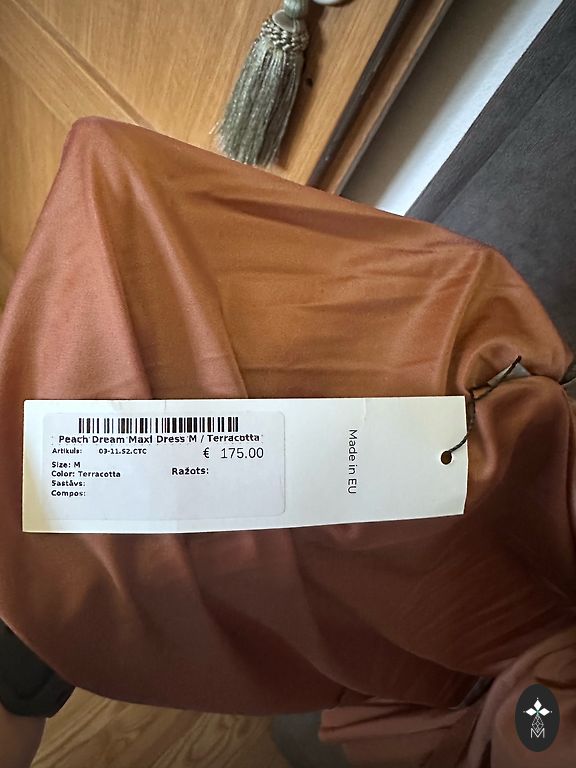 Peach Dream Maxi Dress M / Terracotta
Artikuls: 03-11.S2.CTC
€ 175.00
Size: M
Color: Terracotta
Ražots:
Sastāvs:
Compos:
Made in EU
M